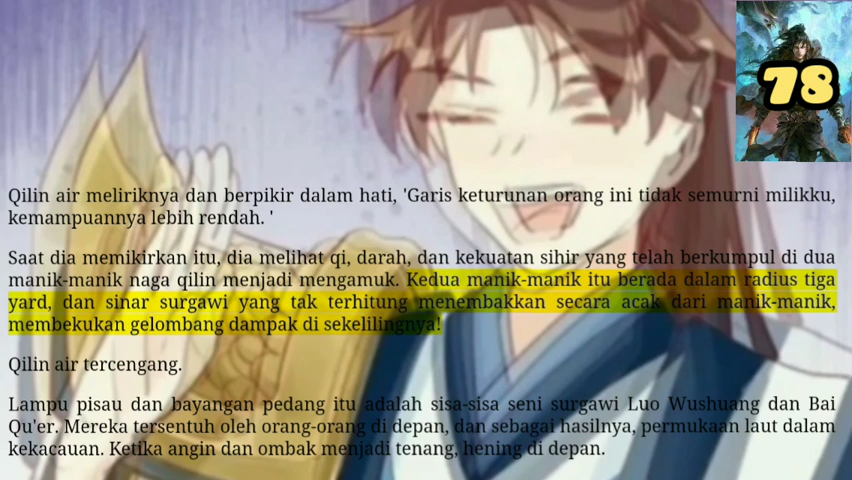 78
Qilin air meliriknya dan berpikir dalam hati, 'Garis keturunan orang ini tidak semurni milikku,
kemampuannya lebih rendah. '
Saat dia memikirkan itu, dia melihat qi, darah, dan kekuatan sihir yang telah berkumpul di dua
manik-manik naga qilin menjadi mengamuk. Kedua manik-manik itu berada dalam radius tiga
yard, dan sinar surgawi yang tak terhitung menembakkan secara acak dari manik-manik,
membekukan gelombang dampak di sekelilingnya!
Qilin air tercengang.
Lampu pisau dan bayangan pedang itu adalah sisa-sisa seni surgawi Luo Wushuang dan Bai
Qu'er. Mereka tersentuh oleh orang-orang di depan, dan sebagai hasilnya, permukaan laut dalam
kekacauan. Ketika angin dan ombak menjadi tenang, hening di depan.